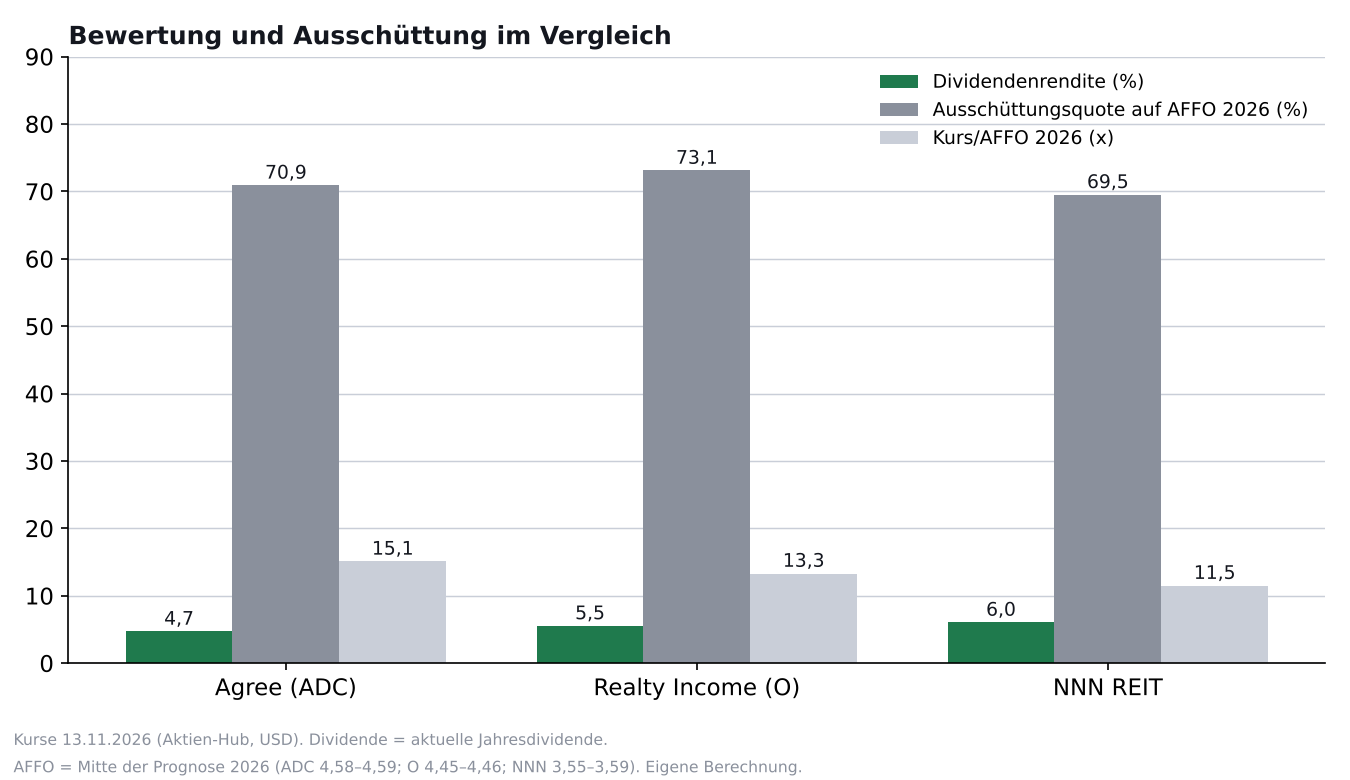 Bewertung und Ausschüttung im Vergleich
90
80
70
60
50
40
30
20
10
0
Dividendenrendite (%)
Ausschüttungsquote auf AFFO 2026 (%)
Kurs/AFFO 2026 (x)
4,7
70,9
15,1
5,5
73,1
13,3
6,0
69,5
11,5
Agree (ADC)
Realty Income (O)
NNN REIT
Kurse 13.11.2026 (Aktien-Hub, USD). Dividende = aktuelle Jahresdividende.
AFFO = Mitte der Prognose 2026 (ADC 4,58–4,59; O 4,45–4,46; NNN 3,55–3,59). Eigene Berechnung.